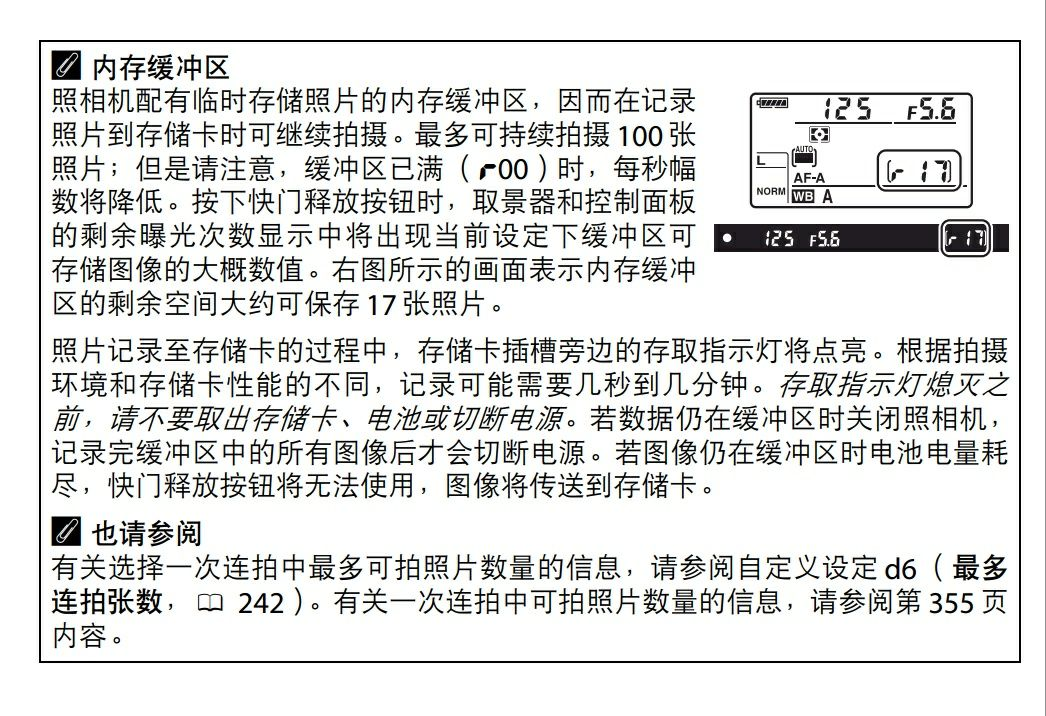 内存缓冲区
照相机配有临时存储照片的内存缓冲区，因而在记录
照片到存储卡时可继续拍摄。最多可持续拍摄 100 张
照片；但是请注意，缓冲区已满（r00）时，每秒幅
数将降低。按下快门释放按钮时，取景器和控制面板
的剩余曝光次数显示中将出现当前设定下缓冲区可
存储图像的大概数值。右图所示的画面表示内存缓冲
区的剩余空间大约可保存 17 张照片。
125 F5.6
AUTO
L
AF-A
r 17
NORM WB A
125 F5.6 r 17
照片记录至存储卡的过程中，存储卡插槽旁边的存取指示灯将点亮。根据拍摄
环境和存储卡性能的不同，记录可能需要几秒到几分钟。存取指示灯熄灭之
前，请不要取出存储卡、电池或切断电源。若数据仍在缓冲区时关闭照相机，
记录完缓冲区中的所有图像后才会切断电源。若图像仍在缓冲区时电池电量耗
尽，快门释放按钮将无法使用，图像将传送到存储卡。
也请参阅
有关选择一次连拍中最多可拍照片数量的信息，请参阅自定义设定 d6（最多
连拍张数，242）。有关一次连拍中可拍照片数量的信息，请参阅第 355 页
内容。